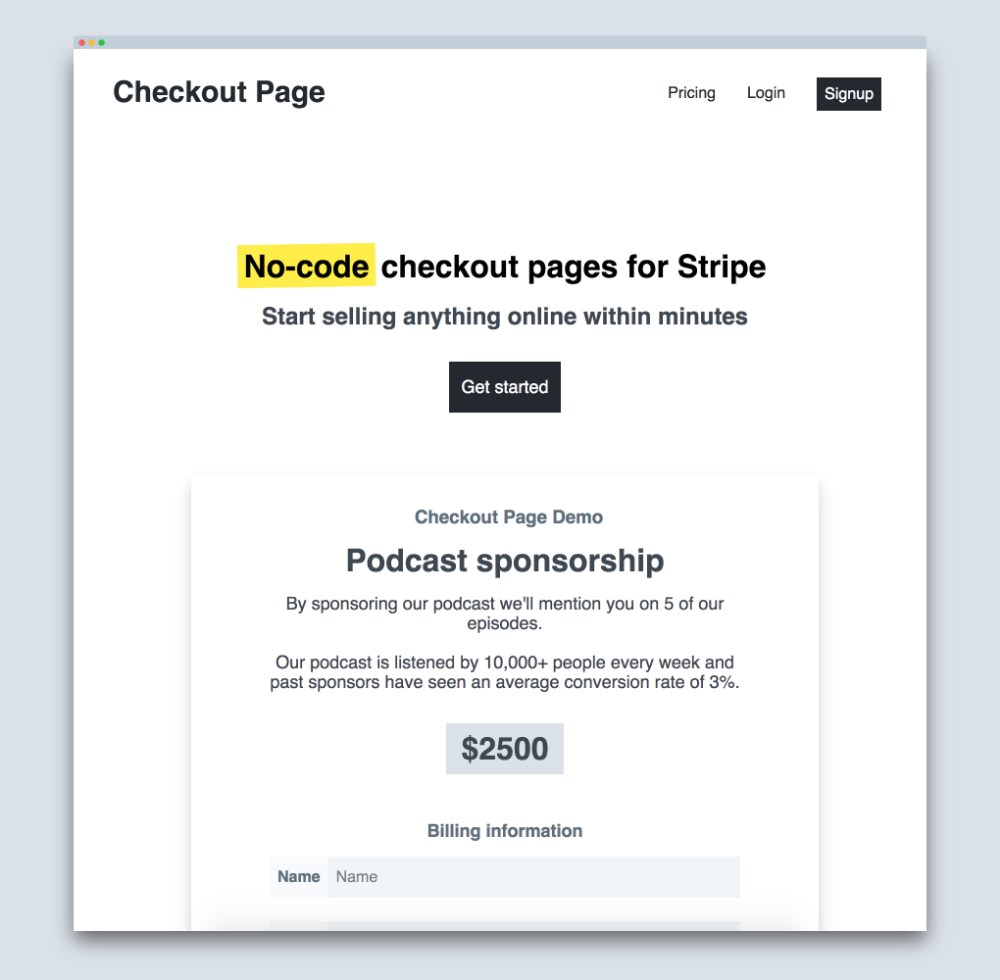 Checkout Page
Pricing
Login
Signup
No-code checkout pages for Stripe
Start selling anything online within minutes
Get started
Checkout Page Demo
Podcast sponsorship
By sponsoring our podcast we'll mention you on 5 of our
episodes.
Our podcast is listened by 10,000+ people every week and
past sponsors have seen an average conversion rate of 3%.
$2500
Billing information
Name
Name